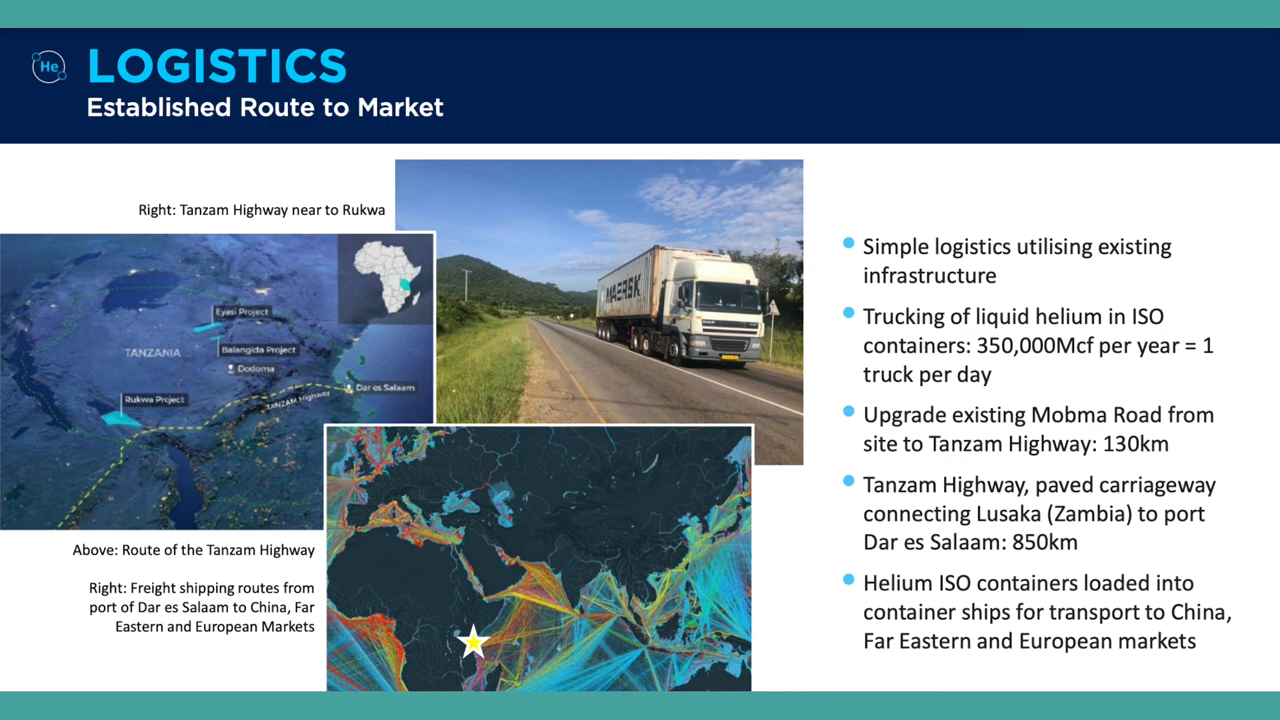 He
LOGISTICS
Established Route to Market
Right: Tanzam Highway near to Rukwa
MAERSK
Eyasi Project
TANZANIA
Balangida Project
Dodoma
Dar es Salaam
TANZAM Highway
Rukwa Project
Above: Route of the Tanzam Highway
Right: Freight shipping routes from
port of Dar es Salaam to China, Far
Eastern and European Markets
Simple logistics utilising existing
infrastructure
Trucking of liquid helium in ISO
containers: 350,000Mcf per year = 1
truck per day
Upgrade existing Mobma Road from
site to Tanzam Highway: 130km
Tanzam Highway, paved carriageway
connecting Lusaka (Zambia) to port
Dar es Salaam: 850km
Helium ISO containers loaded into
container ships for transport to China,
Far Eastern and European markets